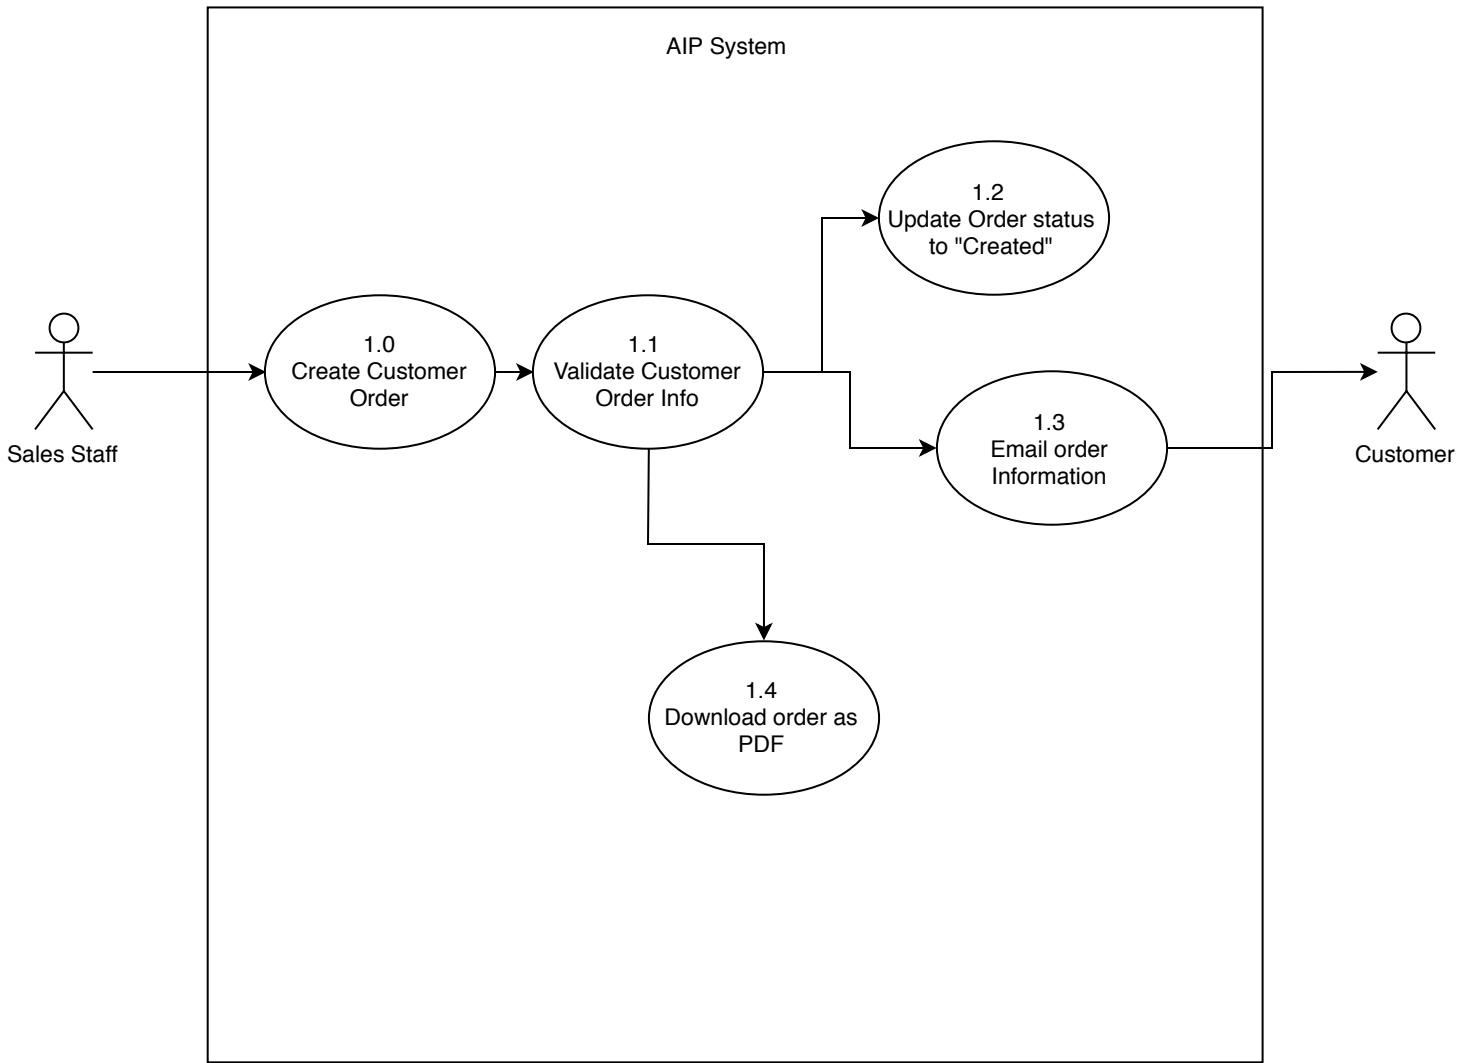 AIP System
1.2
Update Order status
to "Created"
1.0
Create Customer
Order
1.1
Validate Customer
Order Info
Sales Staff
1.3
Email order
Information
Customer
1.4
Download order as
PDF